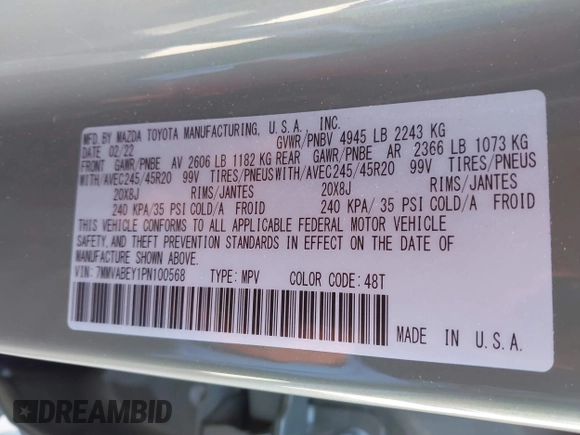 MFD.BY MAZDA TOYOTA MANUFACTURING, U.S.A., INC.
DATE 02/22 GVWR/PNBV 4945 LB 2243 KG
FRONT GAWR/PNBE AV 2606 LB 1182 KG REAR GAWR/PNBE AR 2366 LB 1073 KG
WITH/AVEC245/45R20 99V TIRES/PNEUS WITH/AVEC245/45R20 99V TIRES/PNEUS
20X8J RIMS/JANTES 20X8J RIMS/JANTES
240 KPA/35 PSI COLD/A FROID 240 KPA/35 PSI COLD/A FROID
THIS VEHICLE CONFORMS TO ALL APPLICABLE FEDERAL MOTOR VEHICLE
SAFETY, AND THEFT PREVENTION STANDARDS IN EFFECT ON THE DATE OF
MANUFACTURE SHOWN ABOVE.
VIN: 7MMVABEY1PN100568 TYPE: MPV COLOR CODE: 48T
MADE IN U.S.A.
DREAMBID